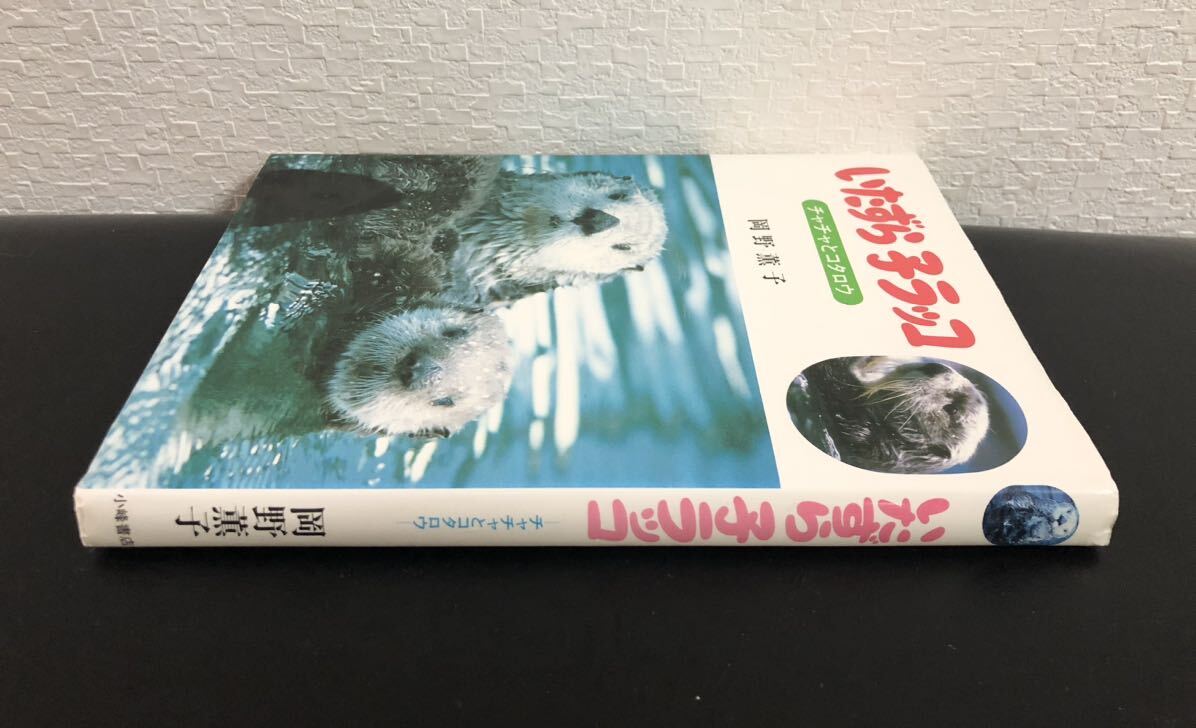 いたずら子ラッコ
チャチャとコタロウ
岡野薫子
いたずら子ラッコ
—チャチャとコタロウ—
岡野薫子
小峰書店